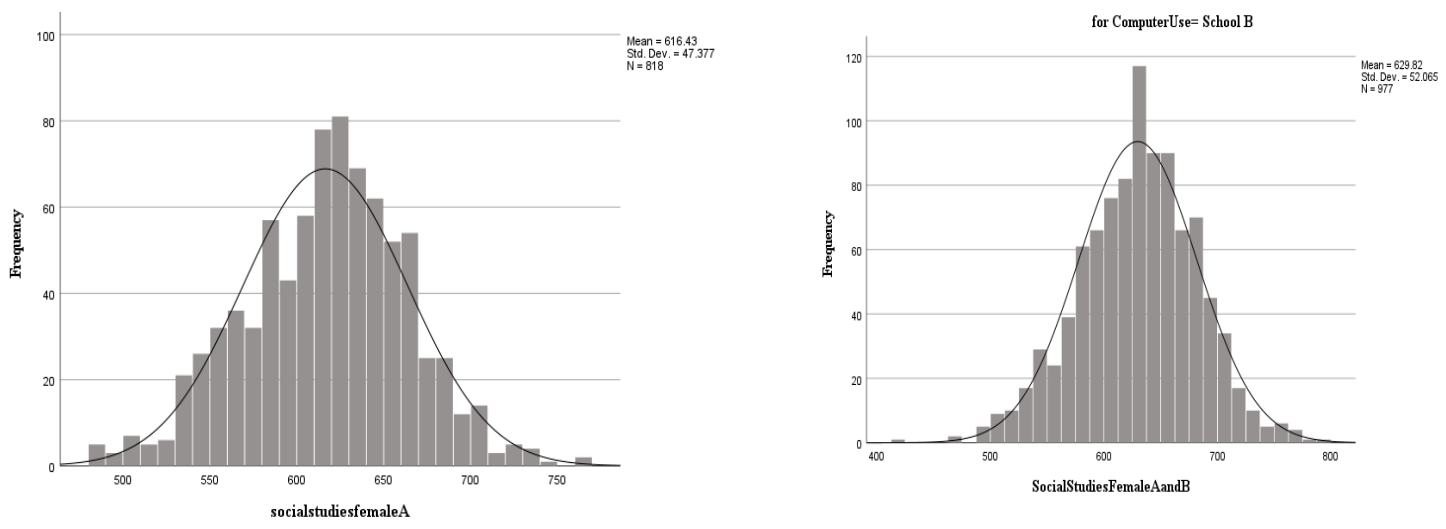 100
80
60
40
20
0
Frequency
500 550 600 650 700 750
socialstudiesfemaleA
Mean = 616.43
Std. Dev. = 47.377
N = 818
for ComputerUse= School B
120
100
80
60
40
20
0
Frequency
400 500 600 700 800
SocialStudiesFemaleAandB
Mean = 629.82
Std. Dev. = 52.065
N = 977